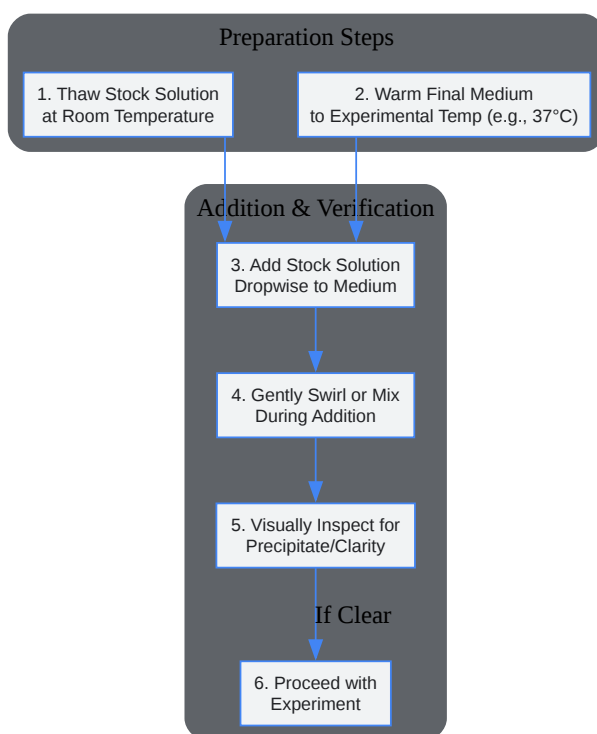 Preparation Steps
1. Thaw Stock Solution
at Room Temperature
2. Warm Final Medium
to Experimental Temp (e.g., 37°C)
Addition & Verification
3. Add Stock Solution
Dropwise to Medium
4. Gently Swirl or Mix
During Addition
5. Visually Inspect for
Precipitate/Clarity
If Clear
6. Proceed with
Experiment